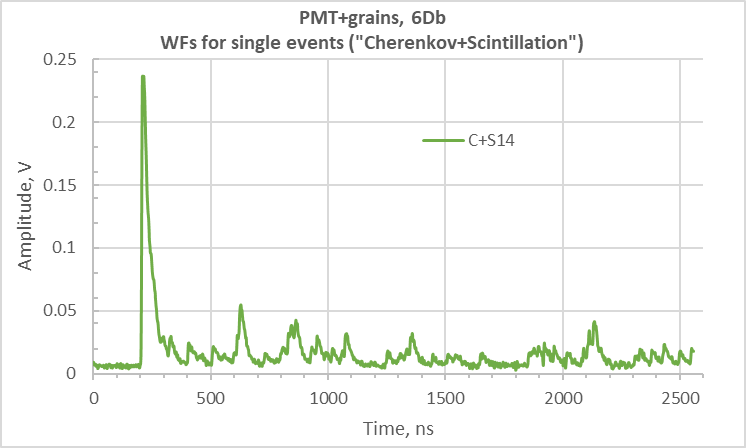 PMT+grains, 6Db
WFs for single events ("Cherenkov+Scintillation")
0.25
0.2
0.15
0.1
0.05
0
Amplitude, V
C+S14
0 500 1000 1500 2000 2500
Time, ns